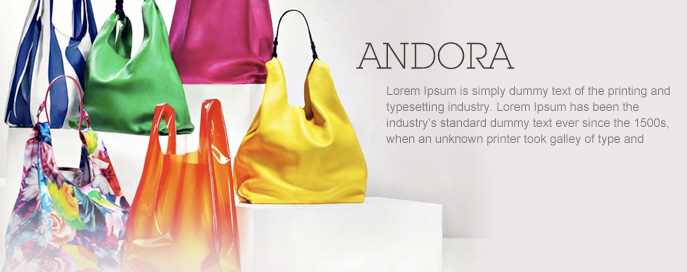 ANDORA
Lorem Ipsum is simply dummy text of the printing and
typesetting industry. Lorem Ipsum has been the
industry's standard dummy text ever since the 1500s,
when an unknown printer took galley of type and